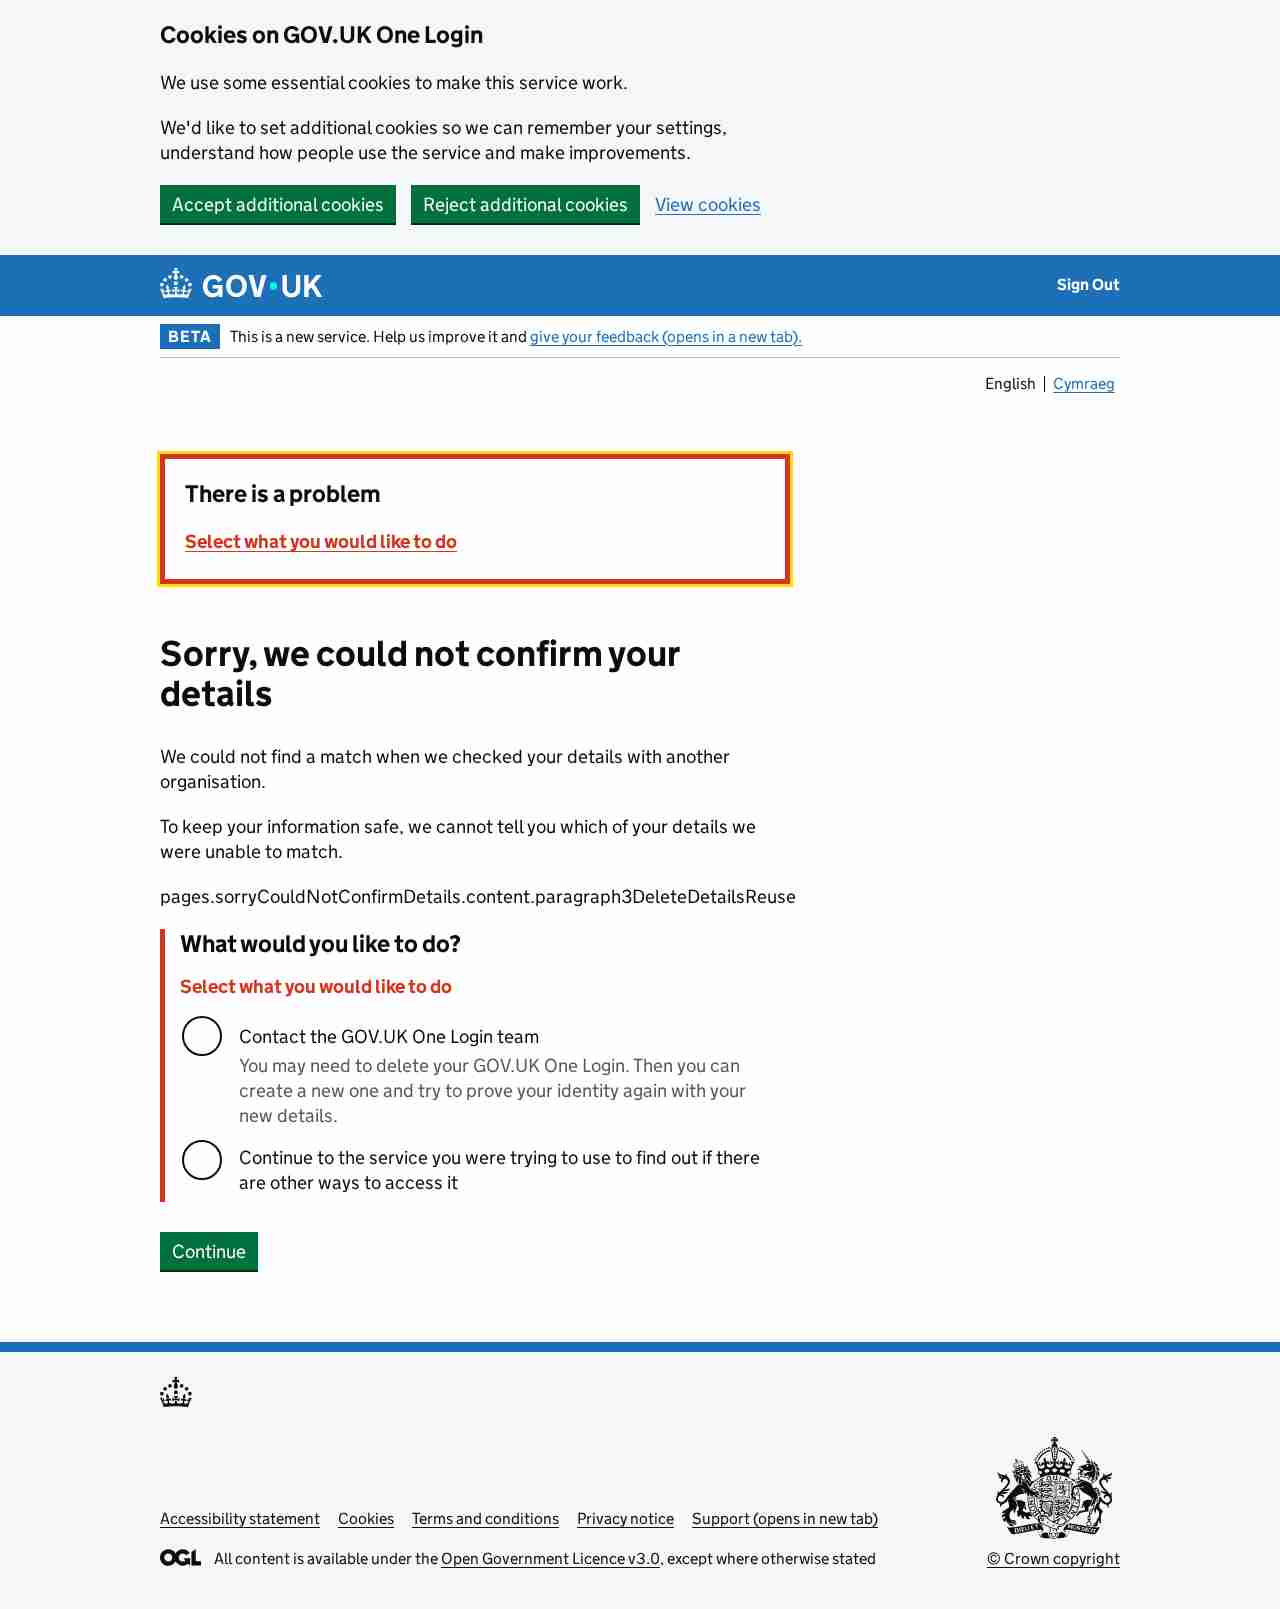 Cookies on GOV.UK One Login
We use some essential cookies to make this service work.
We'd like to set additional cookies so we can remember your settings,
understand how people use the service and make improvements.
Accept additional cookies Reject additional cookies View cookies
GOV·UK Sign Out
BETA This is a new service. Help us improve it and give your feedback (opens in a new tab).
English Cymraeg
There is a problem
Select what you would like to do
Sorry, we could not confirm your
details
We could not find a match when we checked your details with another
organisation.
To keep your information safe, we cannot tell you which of your details we
were unable to match.
pages.sorryCouldNotConfirmDetails.content.paragraph3DeleteDetailsReuse
What would you like to do?
Select what you would like to do
Contact the GOV.UK One Login team
You may need to delete your GOV.UK One Login. Then you can
create a new one and try to prove your identity again with your
new details.
Continue to the service you were trying to use to find out if there
are other ways to access it
Continue
Accessibility statement Cookies Terms and conditions Privacy notice Support (opens in new tab)
OGL All content is available under the Open Government Licence v3.0, except where otherwise stated
© Crown copyright